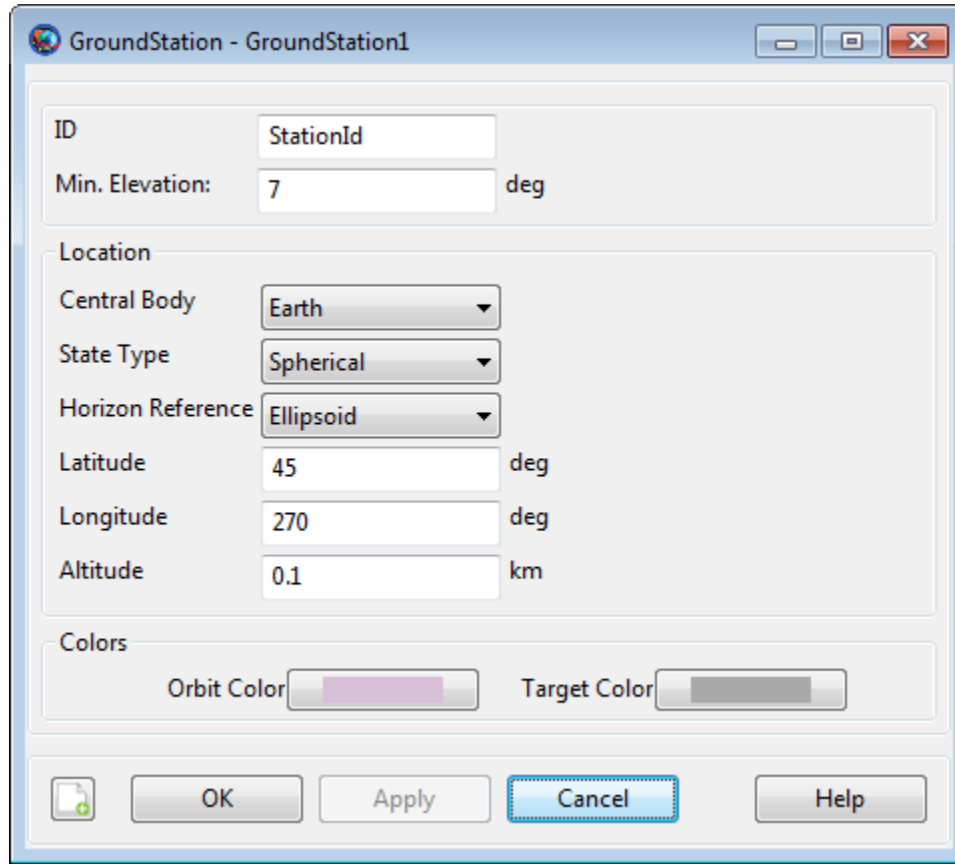 GroundStation - GroundStation1
ID StationId
Min. Elevation: 7 deg
Location
Central Body Earth
State Type Spherical
Horizon Reference Ellipsoid
Latitude 45 deg
Longitude 270 deg
Altitude 0.1 km
Colors
Orbit Color Target Color
OK Apply Cancel Help